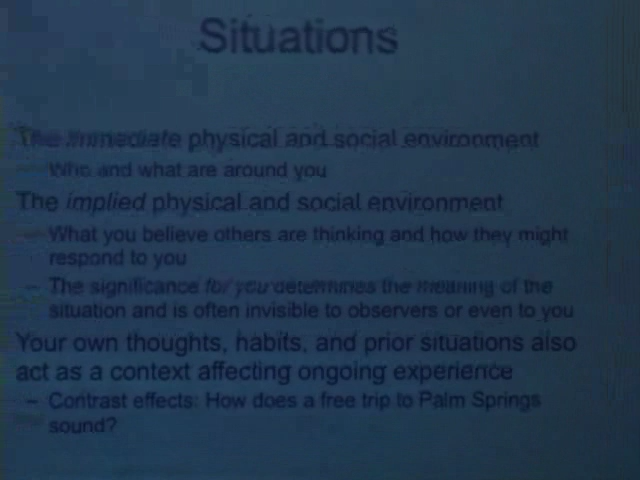 Situations
The immediate physical and social environment
– Who and what are around you
The implied physical and social environment
– What you believe others are thinking and how they might
respond to you
– The significance for you determines the meaning of the
situation and is often invisible to observers or even to you
Your own thoughts, habits, and prior situations also
act as a context affecting ongoing experience
– Contrast effects: How does a free trip to Palm Springs
sound?